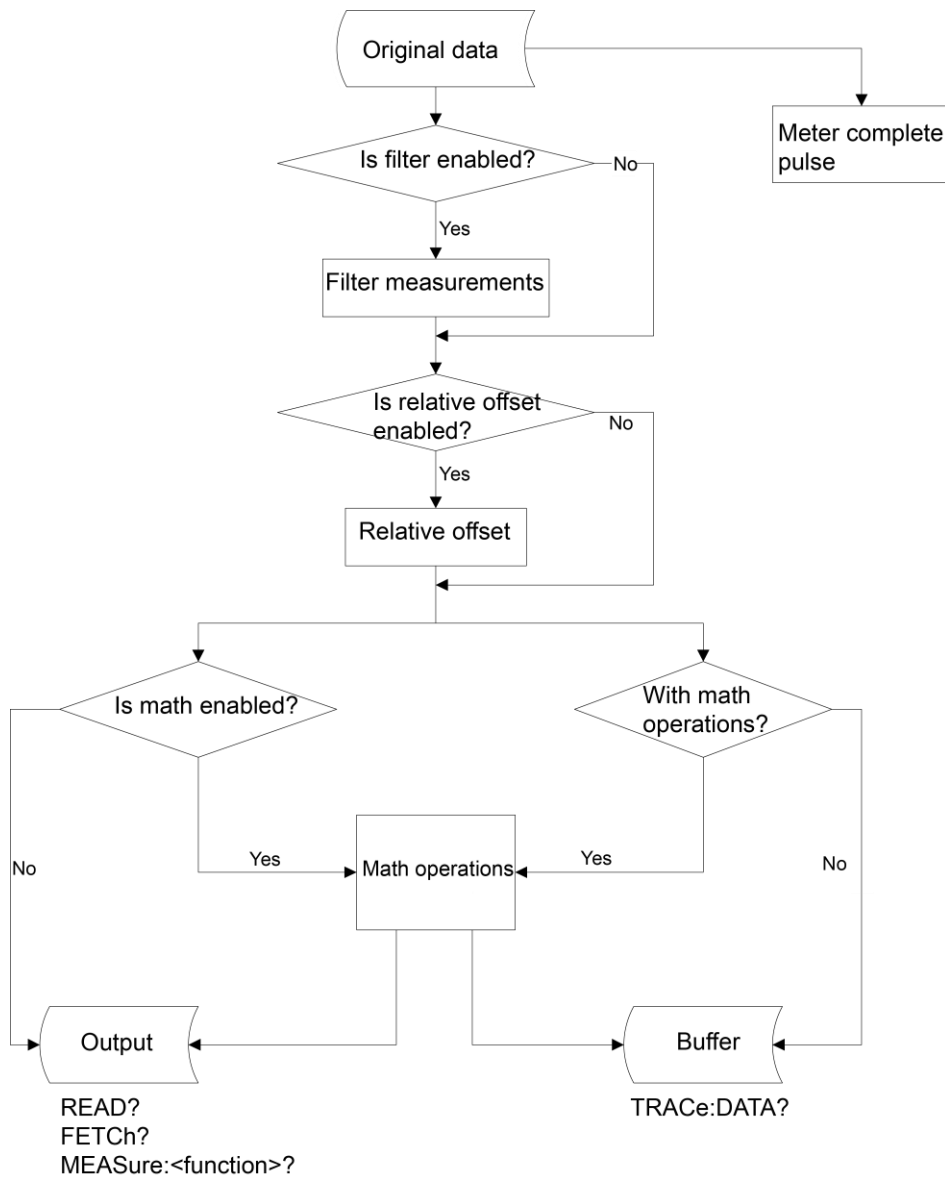 Original data
Meter complete
pulse
Is filter enabled?
No
Yes
Filter measurements
Is relative offset
enabled?
No
Yes
Relative offset
Is math enabled?
With math
operations?
No
Yes
Math operations
Yes
No
Output
Buffer
READ?
FETCh?
MEASure:<function>?
TRACe:DATA?